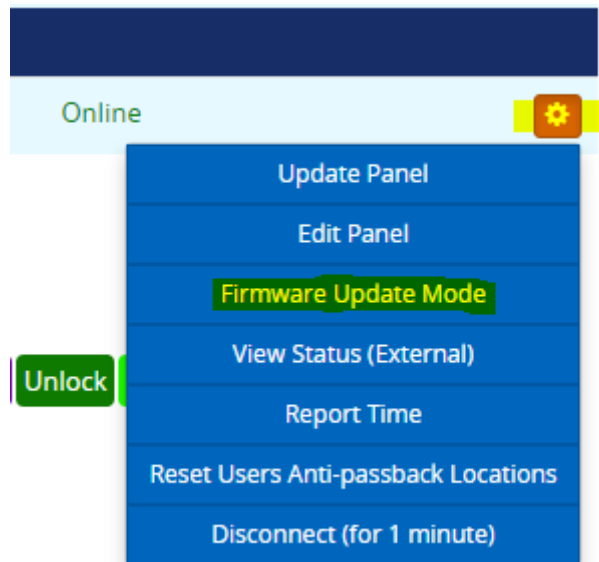 Online
Update Panel
Edit Panel
Firmware Update Mode
View Status (External)
Unlock
Report Time
Reset Users Anti-passback Locations
Disconnect (for 1 minute)